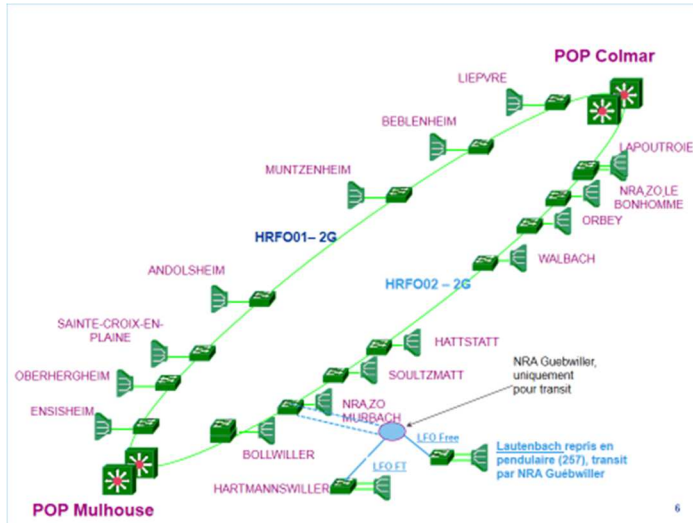 POP Colmar
LIEPVRE
BEBLENHEIM
LAPOUTROIE
MUNTZENHEIM
NRA,ZO,LE
BONHOMME
ORBEY
HRFO01– 2G
WALBACH
ANDOLSHEIM
HRFO02 – 2G
SAINTE-CROIX-EN-
PLAINE
HATTSTATT
NRA Guebwiller,
uniquement
pour transit
OBERHERGHEIM
SOULTZMATT
ENSISHEIM
NRA,ZO
MURBACH
LFO Free
BOLLWILLER
Lautenbach repris en
pendulaire (257), transit
par NRA Guébwiller
LFO FT
HARTMANNSWILLER
POP Mulhouse
6